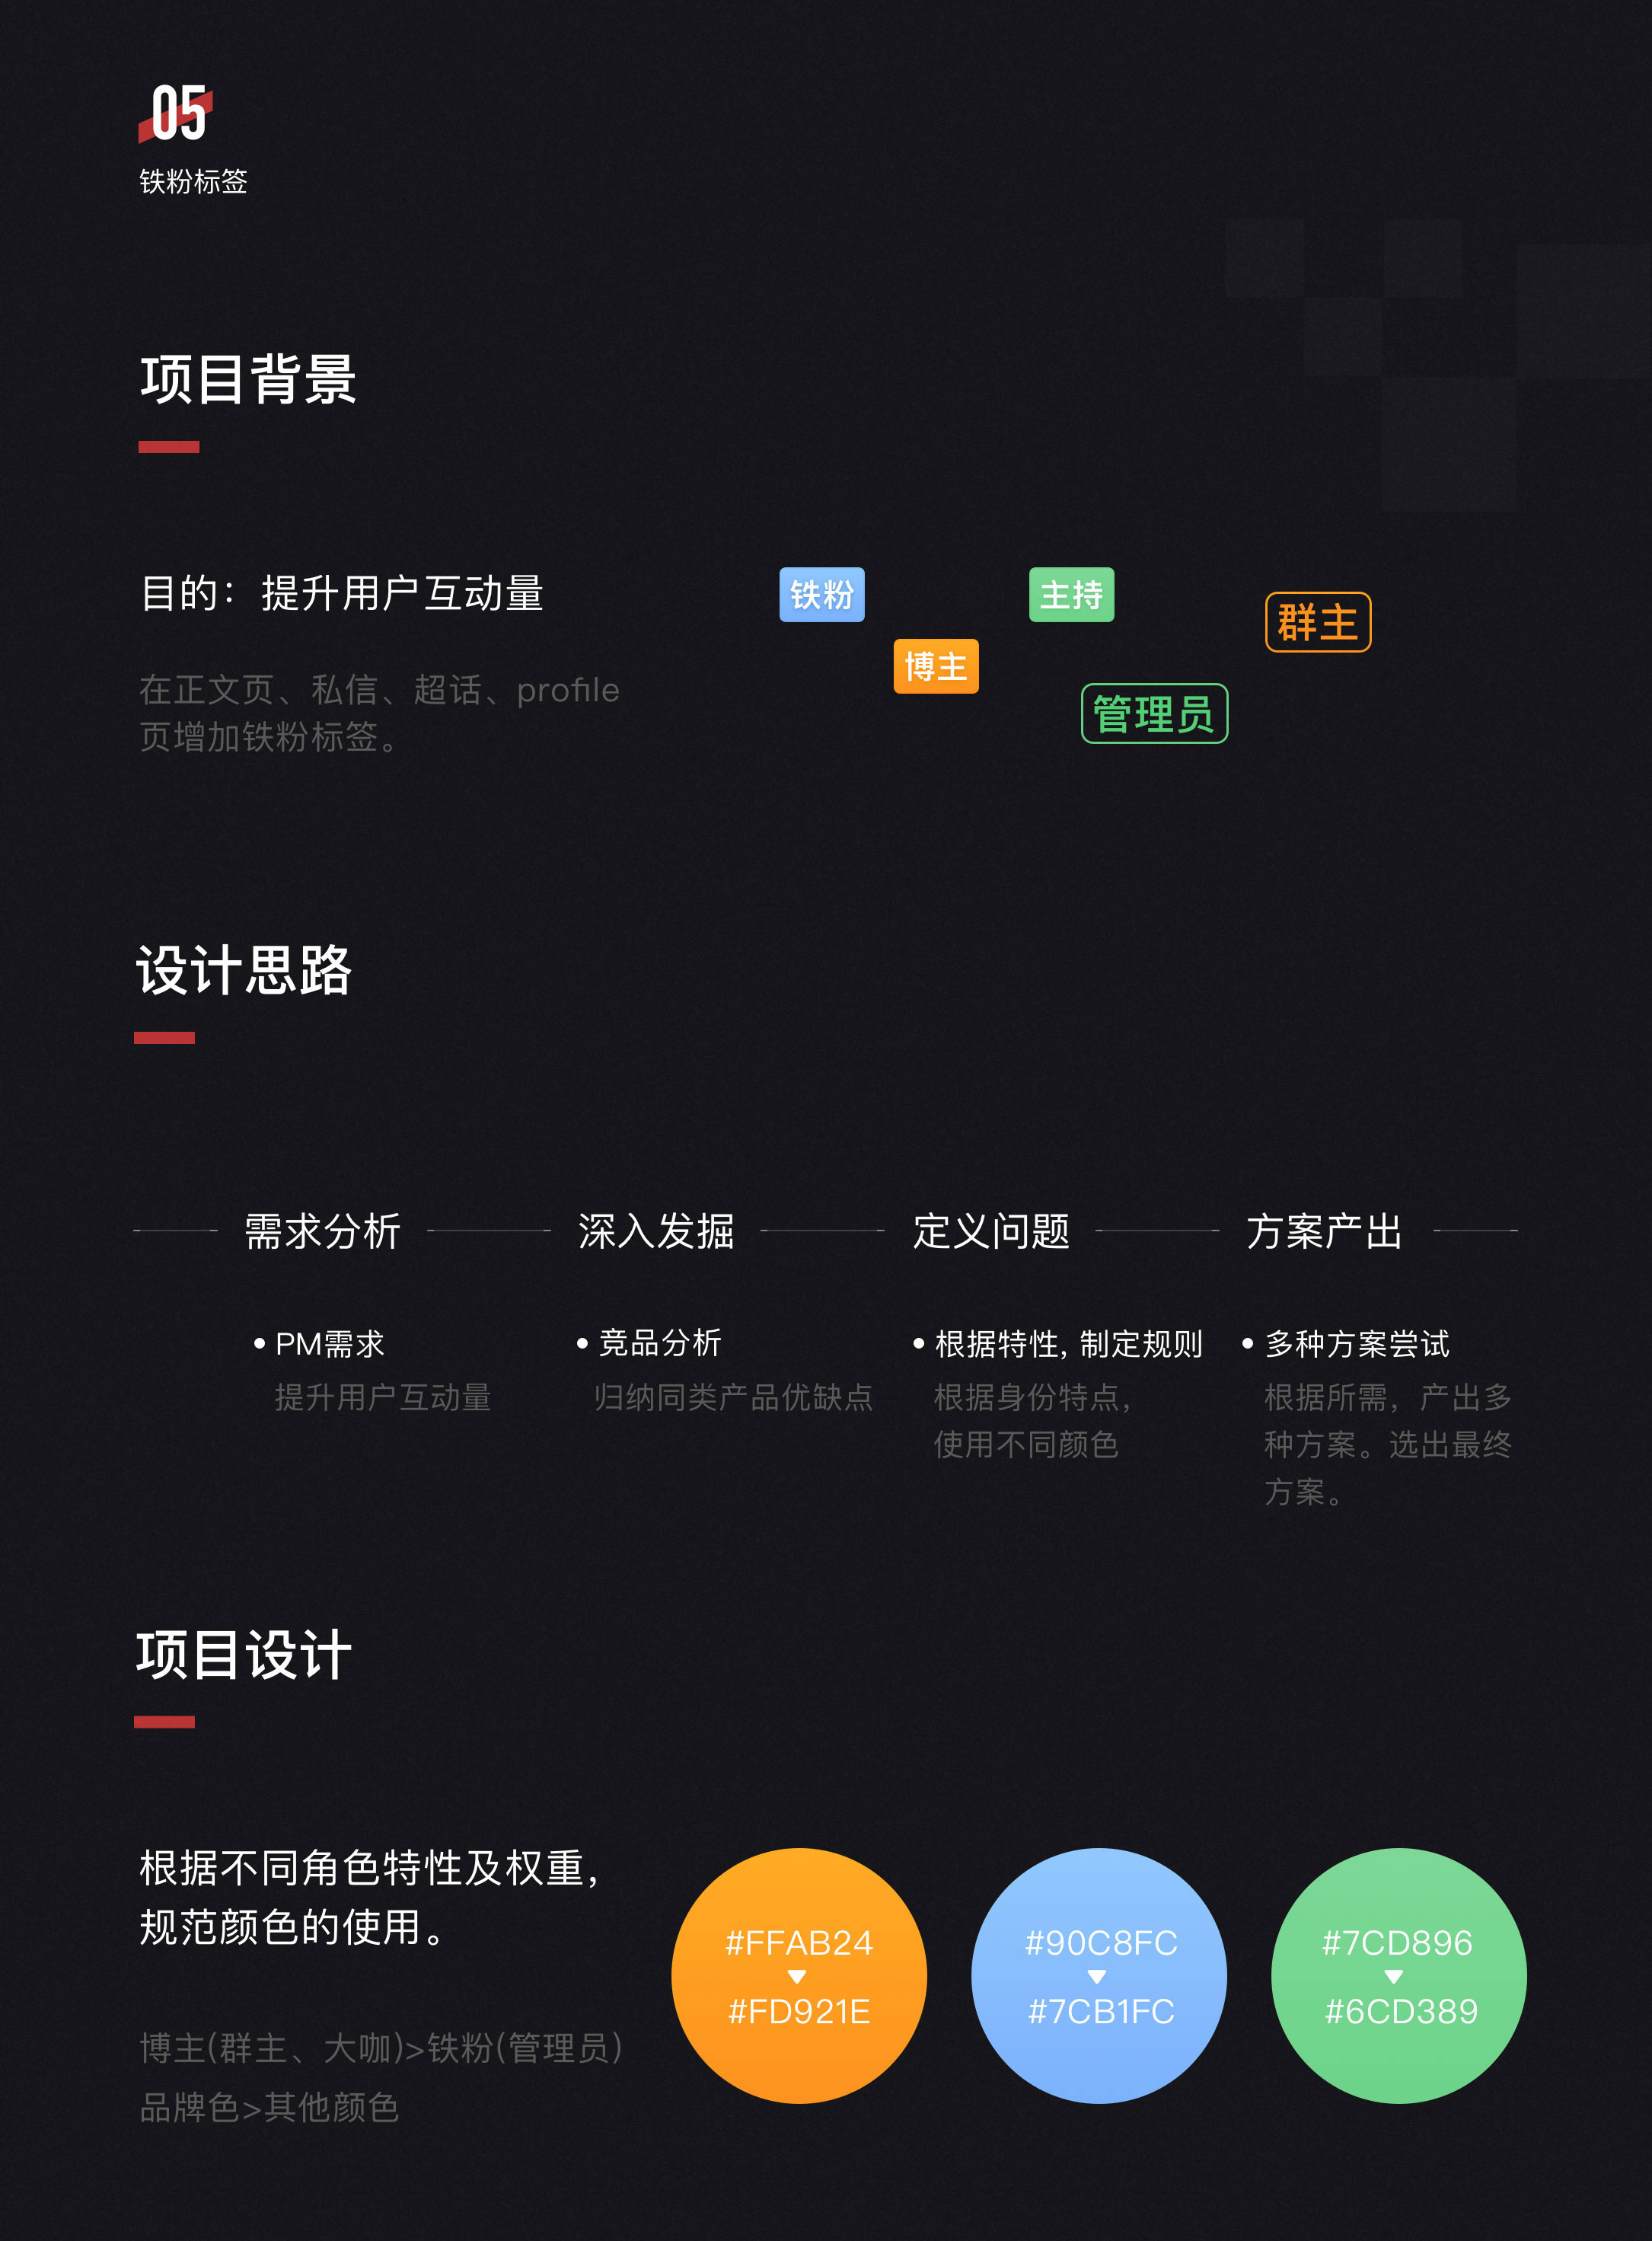 05
铁粉标签
项目背景
目的：提升用户互动量
在正文页、私信、超话、profile
页增加铁粉标签。
铁粉
主持
群主
博主
管理员
设计思路
需求分析
深入发掘
定义问题
方案产出
PM需求
提升用户互动量
竞品分析
归纳同类产品优缺点
根据特性，制定规则
根据身份特点，
使用不同颜色
多种方案尝试
根据所需，产出多
种方案。选出最终
方案。
项目设计
根据不同角色特性及权重，
规范颜色的使用。
博主(群主、大咖)>铁粉(管理员)
品牌色>其他颜色
#FFAB24
#FD921E
#90C8FC
#7CB1FC
#7CD896
#6CD389